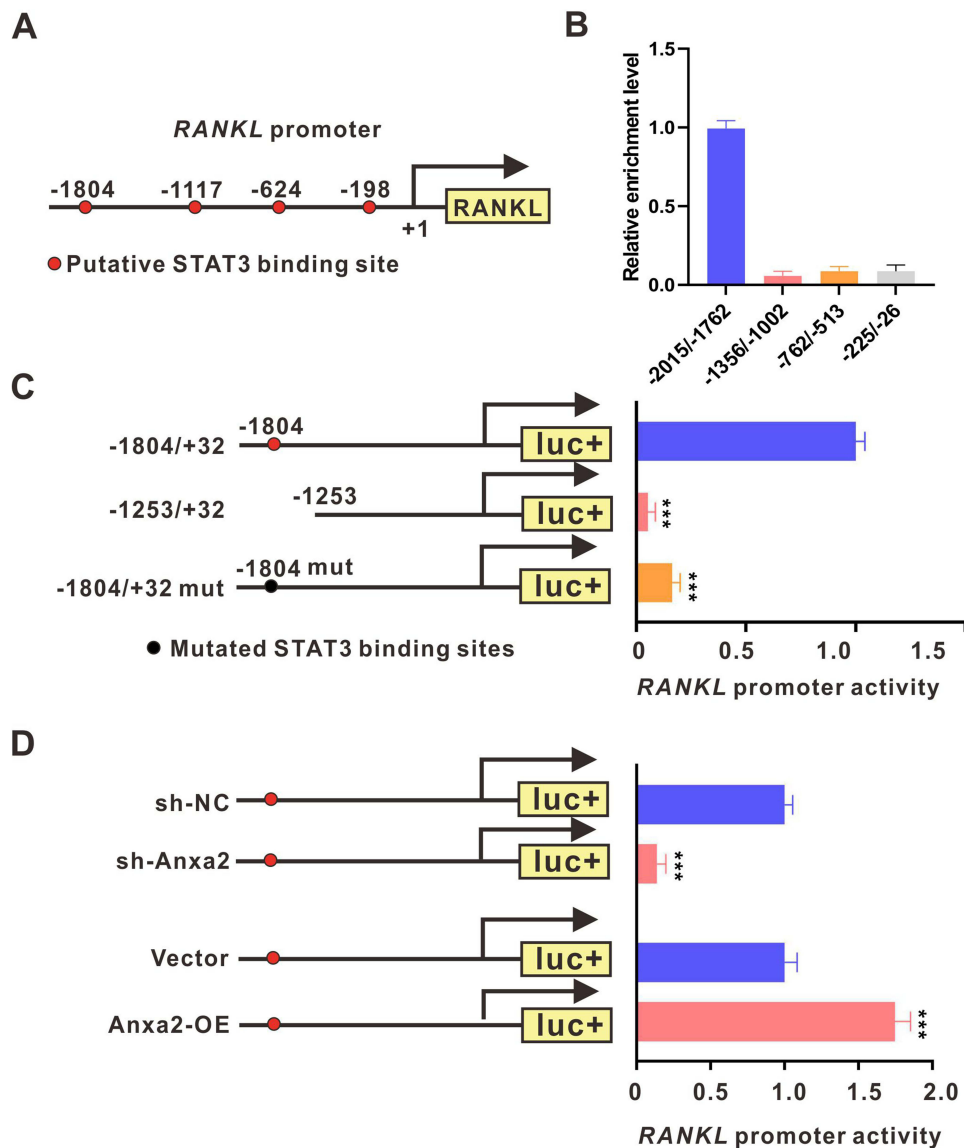 A
RANKL promoter
-1804 -1117 -624 -198
+1
RANKL
Putative STAT3 binding site
B
Relative enrichment level
1.5
1.0
0.5
0.0
-2015/-1762
-1356/-1002
-762/-513
-225/-26
C
-1804/+32
-1804
luc+
-1253/+32
-1253
luc+
***
-1804/+32 mut
-1804 mut
luc+
***
Mutated STAT3 binding sites
0 0.5 1.0 1.5
RANKL promoter activity
D
sh-NC
luc+
sh-Anxa2
luc+
***
Vector
luc+
Anxa2-OE
luc+
***
0 0.5 1.0 1.5 2.0
RANKL promoter activity